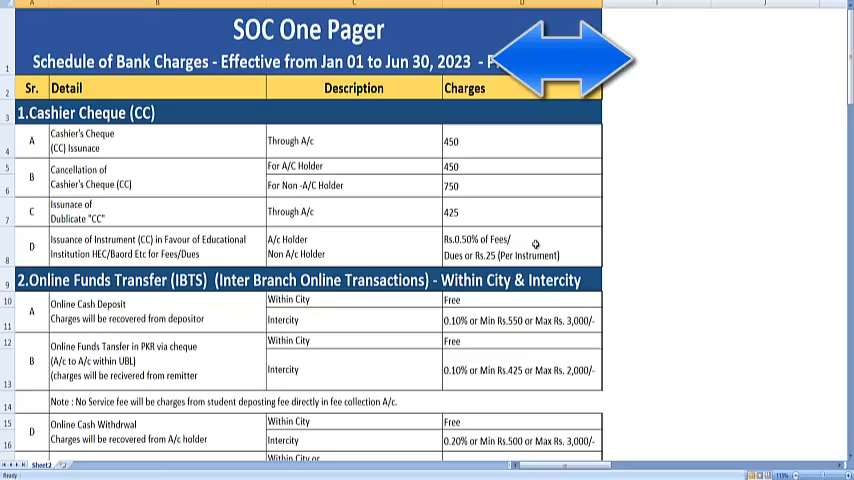 SOC One Pager
Schedule of Bank Charges - Effective from Jan 01 to Jun 30, 2023 -
Sr. Detail Description Charges
1.Cashier Cheque (CC)
A Cashier's Cheque (CC) Issunace Through A/c 450
B Cancellation of Cashier's Cheque (CC) For A/C Holder 450
For Non -A/C Holder 750
C Issunace of Dublicate "CC" Through A/c 425
D Issuance of Instrument (CC) in Favour of Educational Institution HEC/Baord Etc for Fees/Dues A/c Holder Non A/c Holder Rs.0.50% of Fees/ Dues or Rs.25 (Per Instrument)
2.Online Funds Transfer (IBTS) (Inter Branch Online Transactions) - Within City & Intercity
A Online Cash Deposit Charges will be recovered from depositor Within City Free
Intercity 0.10% or Min Rs.550 or Max Rs. 3,000/-
B Online Funds Transfer in PKR via cheque (A/c to A/c within UBL) (charges will be recivered from remitter Within City Free
Intercity 0.10% or Min Rs.425 or Max Rs. 2,000/-
Note : No Service fee will be charges from student deposting fee directly in fee collection A/c.
D Online Cash Withdrwal Charges will be recovered from A/c holder Within City Free
Intercity 0.20% or Min Rs.500 or Max Rs. 3,000/-
Within City or
Sheet2
Ready
115%